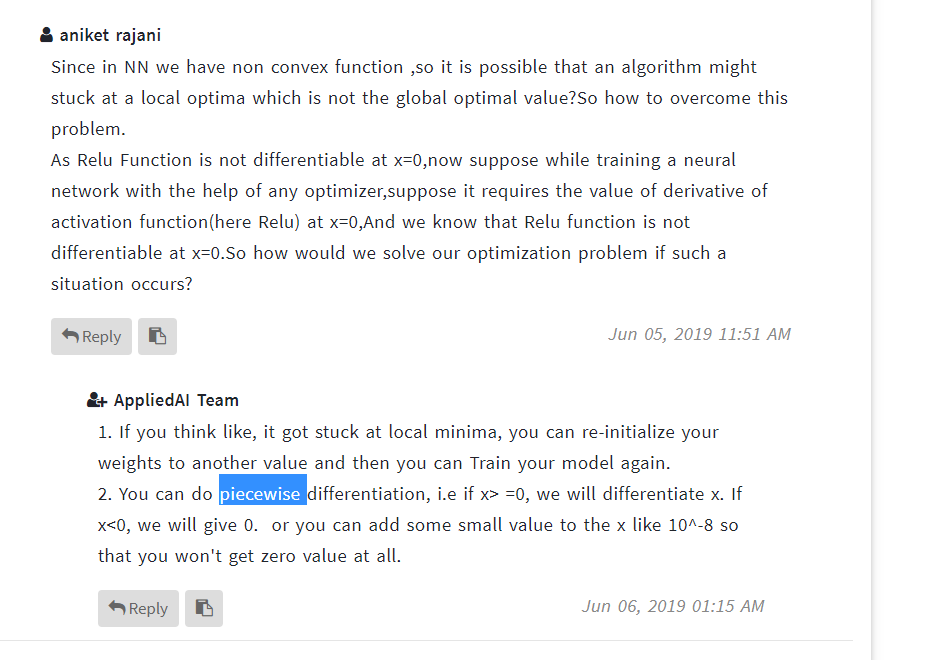 aniket rajani
Since in NN we have non convex function ,so it is possible that an algorithm might
stuck at a local optima which is not the global optimal value?So how to overcome this
problem.
As Relu Function is not differentiable at x=0,now suppose while training a neural
network with the help of any optimizer,suppose it requires the value of derivative of
activation function(here Relu) at x=0,And we know that Relu function is not
differentiable at x=0.So how would we solve our optimization problem if such a
situation occurs?
Reply
Jun 05, 2019 11:51 AM
AppliedAI Team
1. If you think like, it got stuck at local minima, you can re-initialize your
weights to another value and then you can Train your model again.
2. You can do piecewise differentiation, i.e if x> =0, we will differentiate x. If
x<0, we will give 0.  or you can add some small value to the x like 10^-8 so
that you won't get zero value at all.
Reply
Jun 06, 2019 01:15 AM